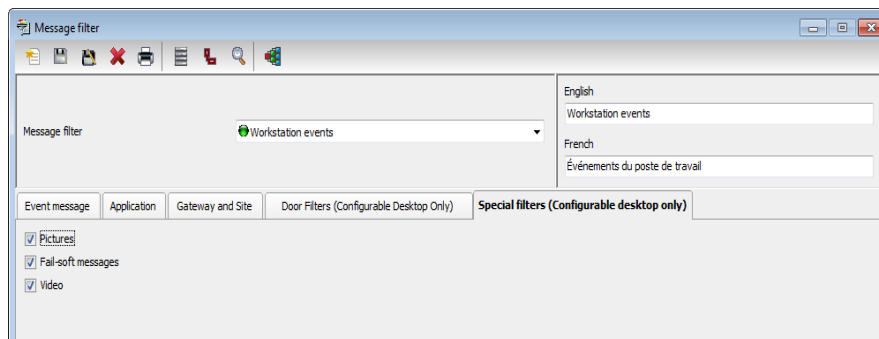 Message filter
English
Workstation events
Message filter
Workstation events
French
Événements du poste de travail
Event message
Application
Gateway and Site
Door Filters (Configurable Desktop Only)
Special filters (Configurable desktop only)
Pictures
Fail-soft messages
Video